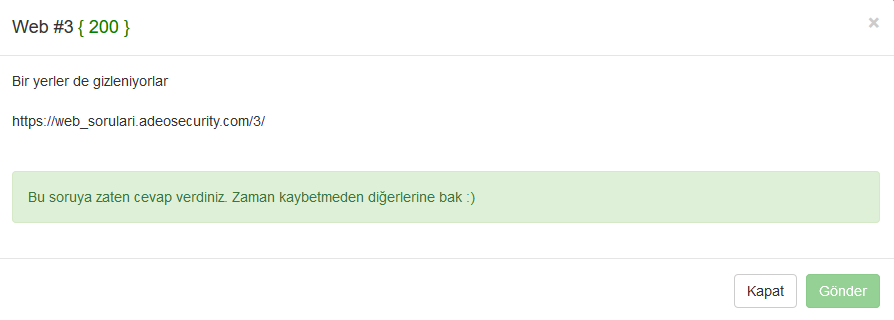 Web #3 { 200 }
×
Bir yerler de gizleniyorlar
https://web_sorulari.adeosecurity.com/3/
Bu soruya zaten cevap verdiniz. Zaman kaybetmeden diğerlerine bak :)
Kapat
Gönder